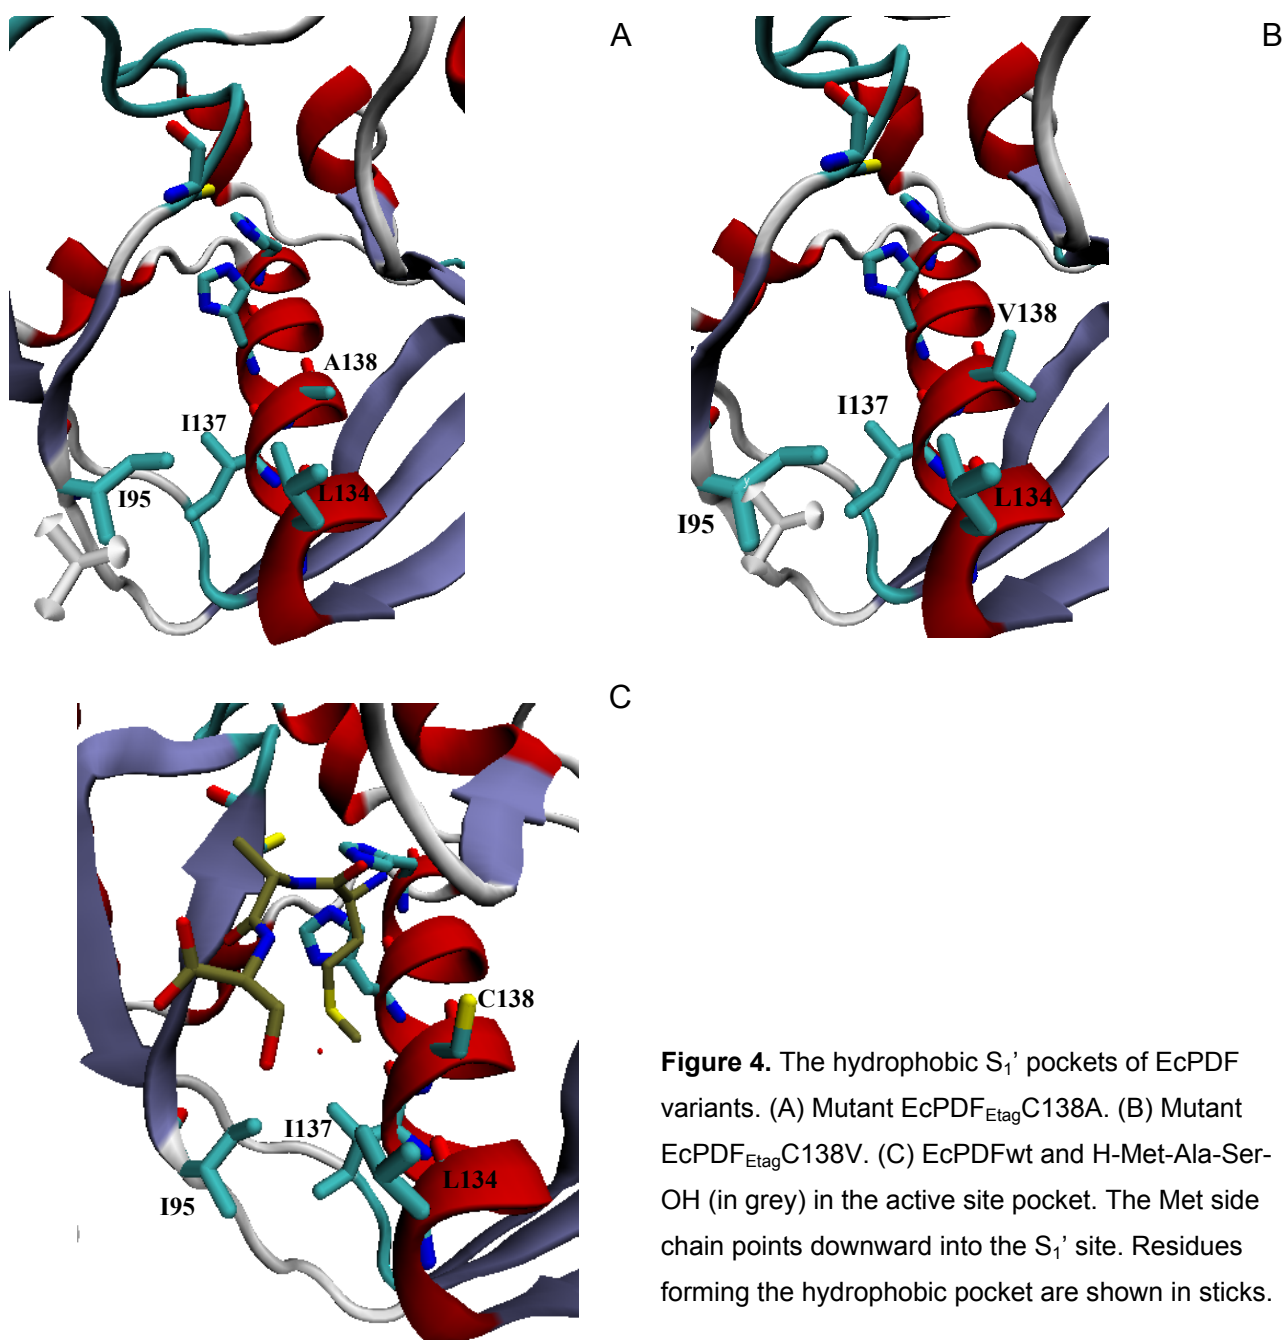 A
B
A138
I137
L134
I95
V138
I137
L134
I95
y
C
C138
I137
L134
I95
Figure 4. The hydrophobic S₁’ pockets of EcPDF
variants. (A) Mutant EcPDF_EtagC138A. (B) Mutant
EcPDF_EtagC138V. (C) EcPDFwt and H-Met-Ala-Ser-
OH (in grey) in the active site pocket. The Met side
chain points downward into the S₁’ site. Residues
forming the hydrophobic pocket are shown in sticks.